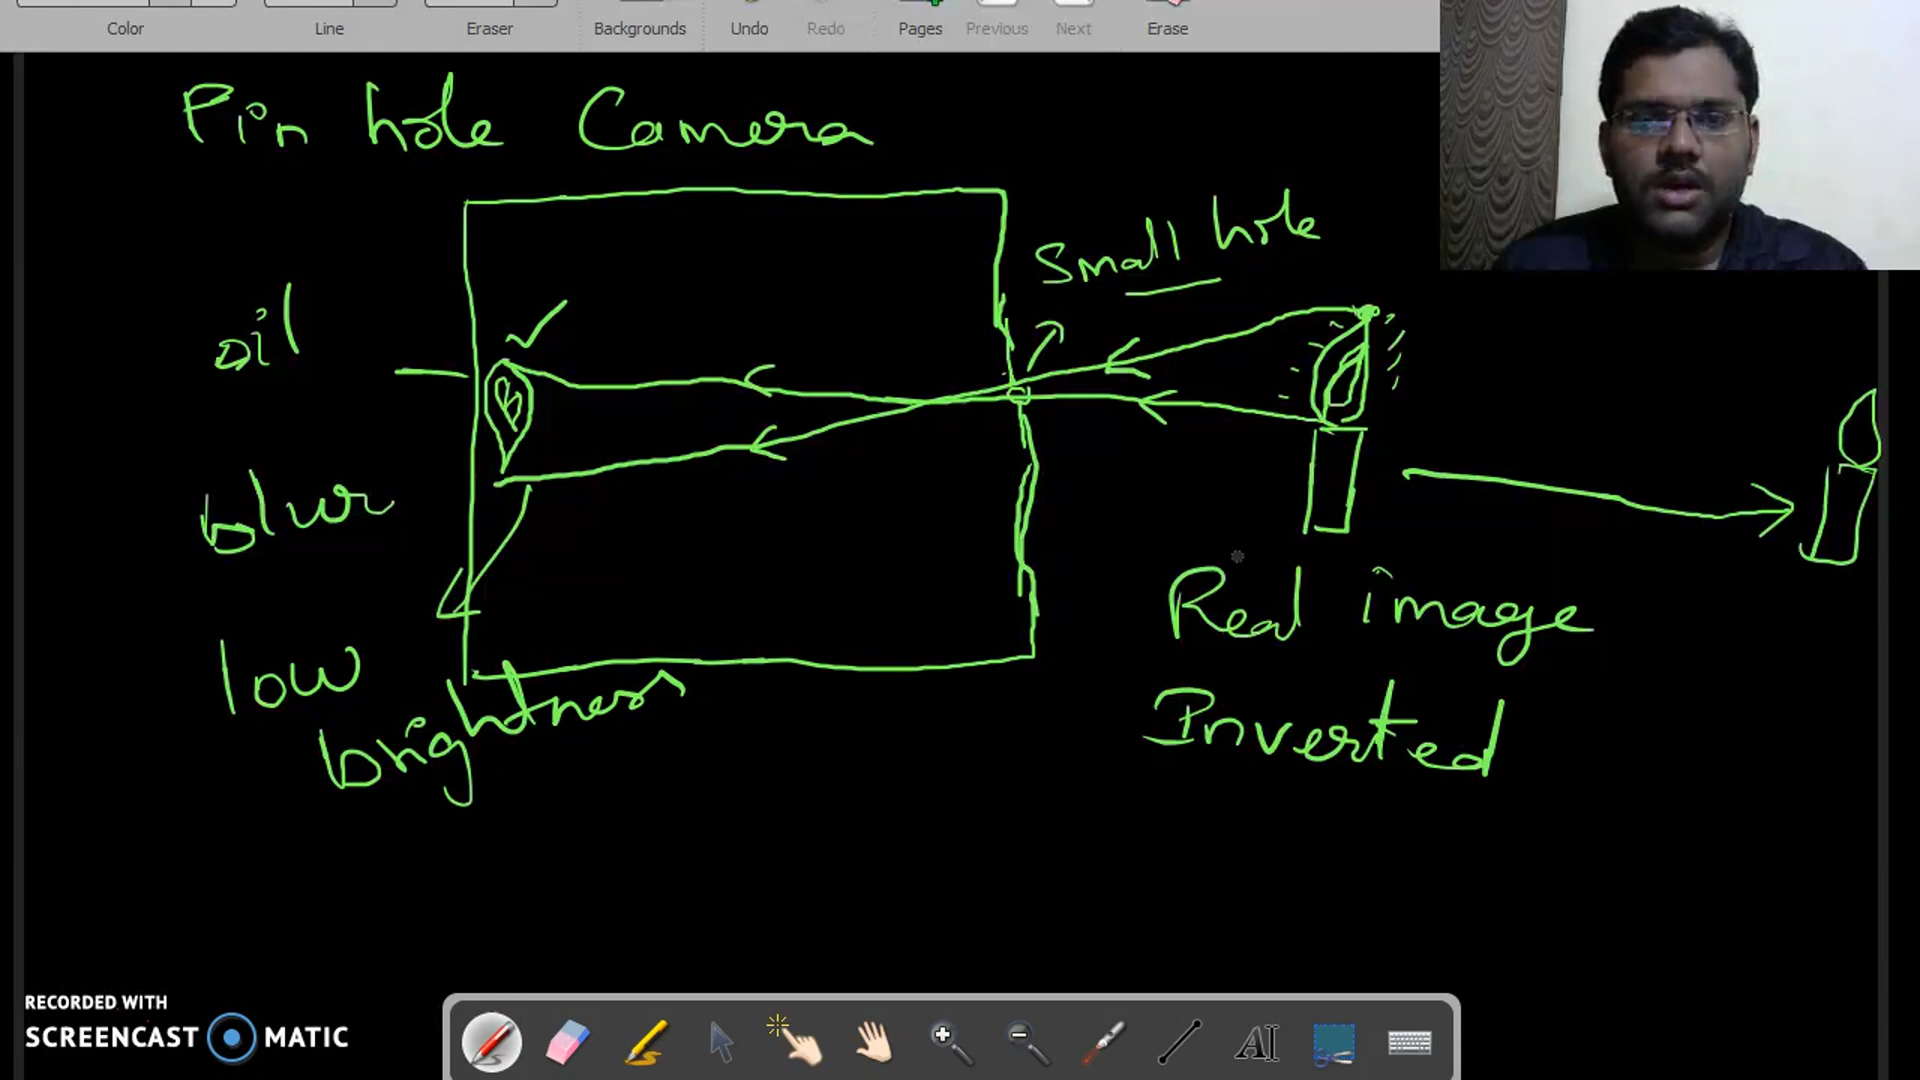 Color Line Eraser Backgrounds Undo Redo Pages Previous Next Erase
Pin hole Camera
Small hole
oil
blur
low
brightness
Real image
Inverted
RECORDED WITH
SCREENCAST MATIC
AI